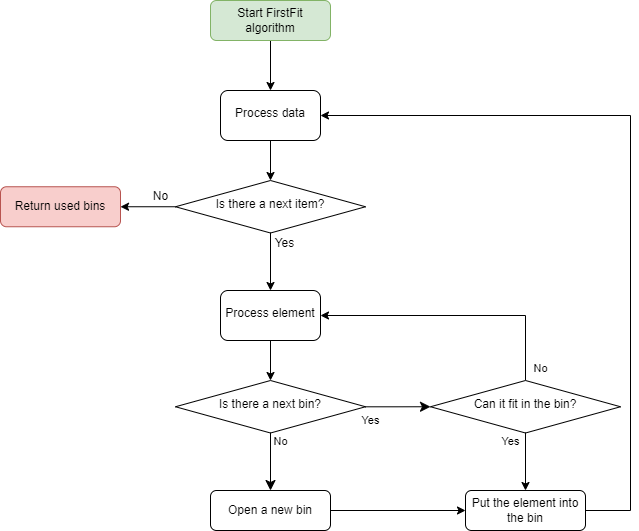 Start FirstFit
algorithm
Process data
Is there a next item?
No
Return used bins
Yes
Process element
Is there a next bin?
Yes
Can it fit in the bin?
No
No
Yes
Open a new bin
Put the element into
the bin